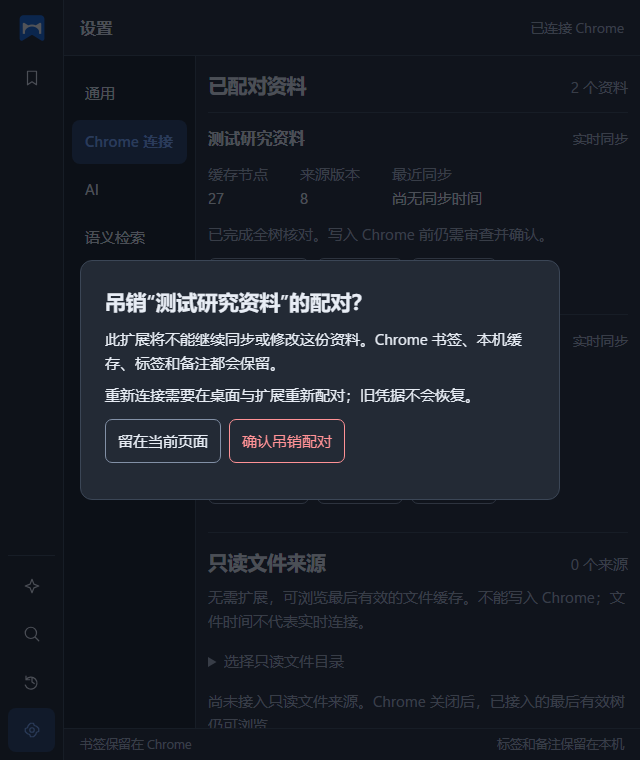 设置
已连接 Chrome
通用
Chrome 连接
AI
语义检索
已配对资料
2 个资料
测试研究资料
实时同步
缓存节点 来源版本 最近同步
27 8 尚无同步时间
已完成全树核对。写入 Chrome 前仍需审查并确认。
吊销“测试研究资料”的配对？
此扩展将不能继续同步或修改这份资料。Chrome 书签、本机缓
存、标签和备注都会保留。
重新连接需要在桌面与扩展重新配对；旧凭据不会恢复。
留在当前页面 确认吊销配对
实时同步
只读文件来源
0 个来源
无需扩展，可浏览最后有效的文件缓存。不能写入 Chrome；文
件时间不代表实时连接。
选择只读文件目录
尚未接入只读文件来源。Chrome 关闭后，已接入的最后有效树
仍可浏览
书签保留在 Chrome
标签和备注保留在本机